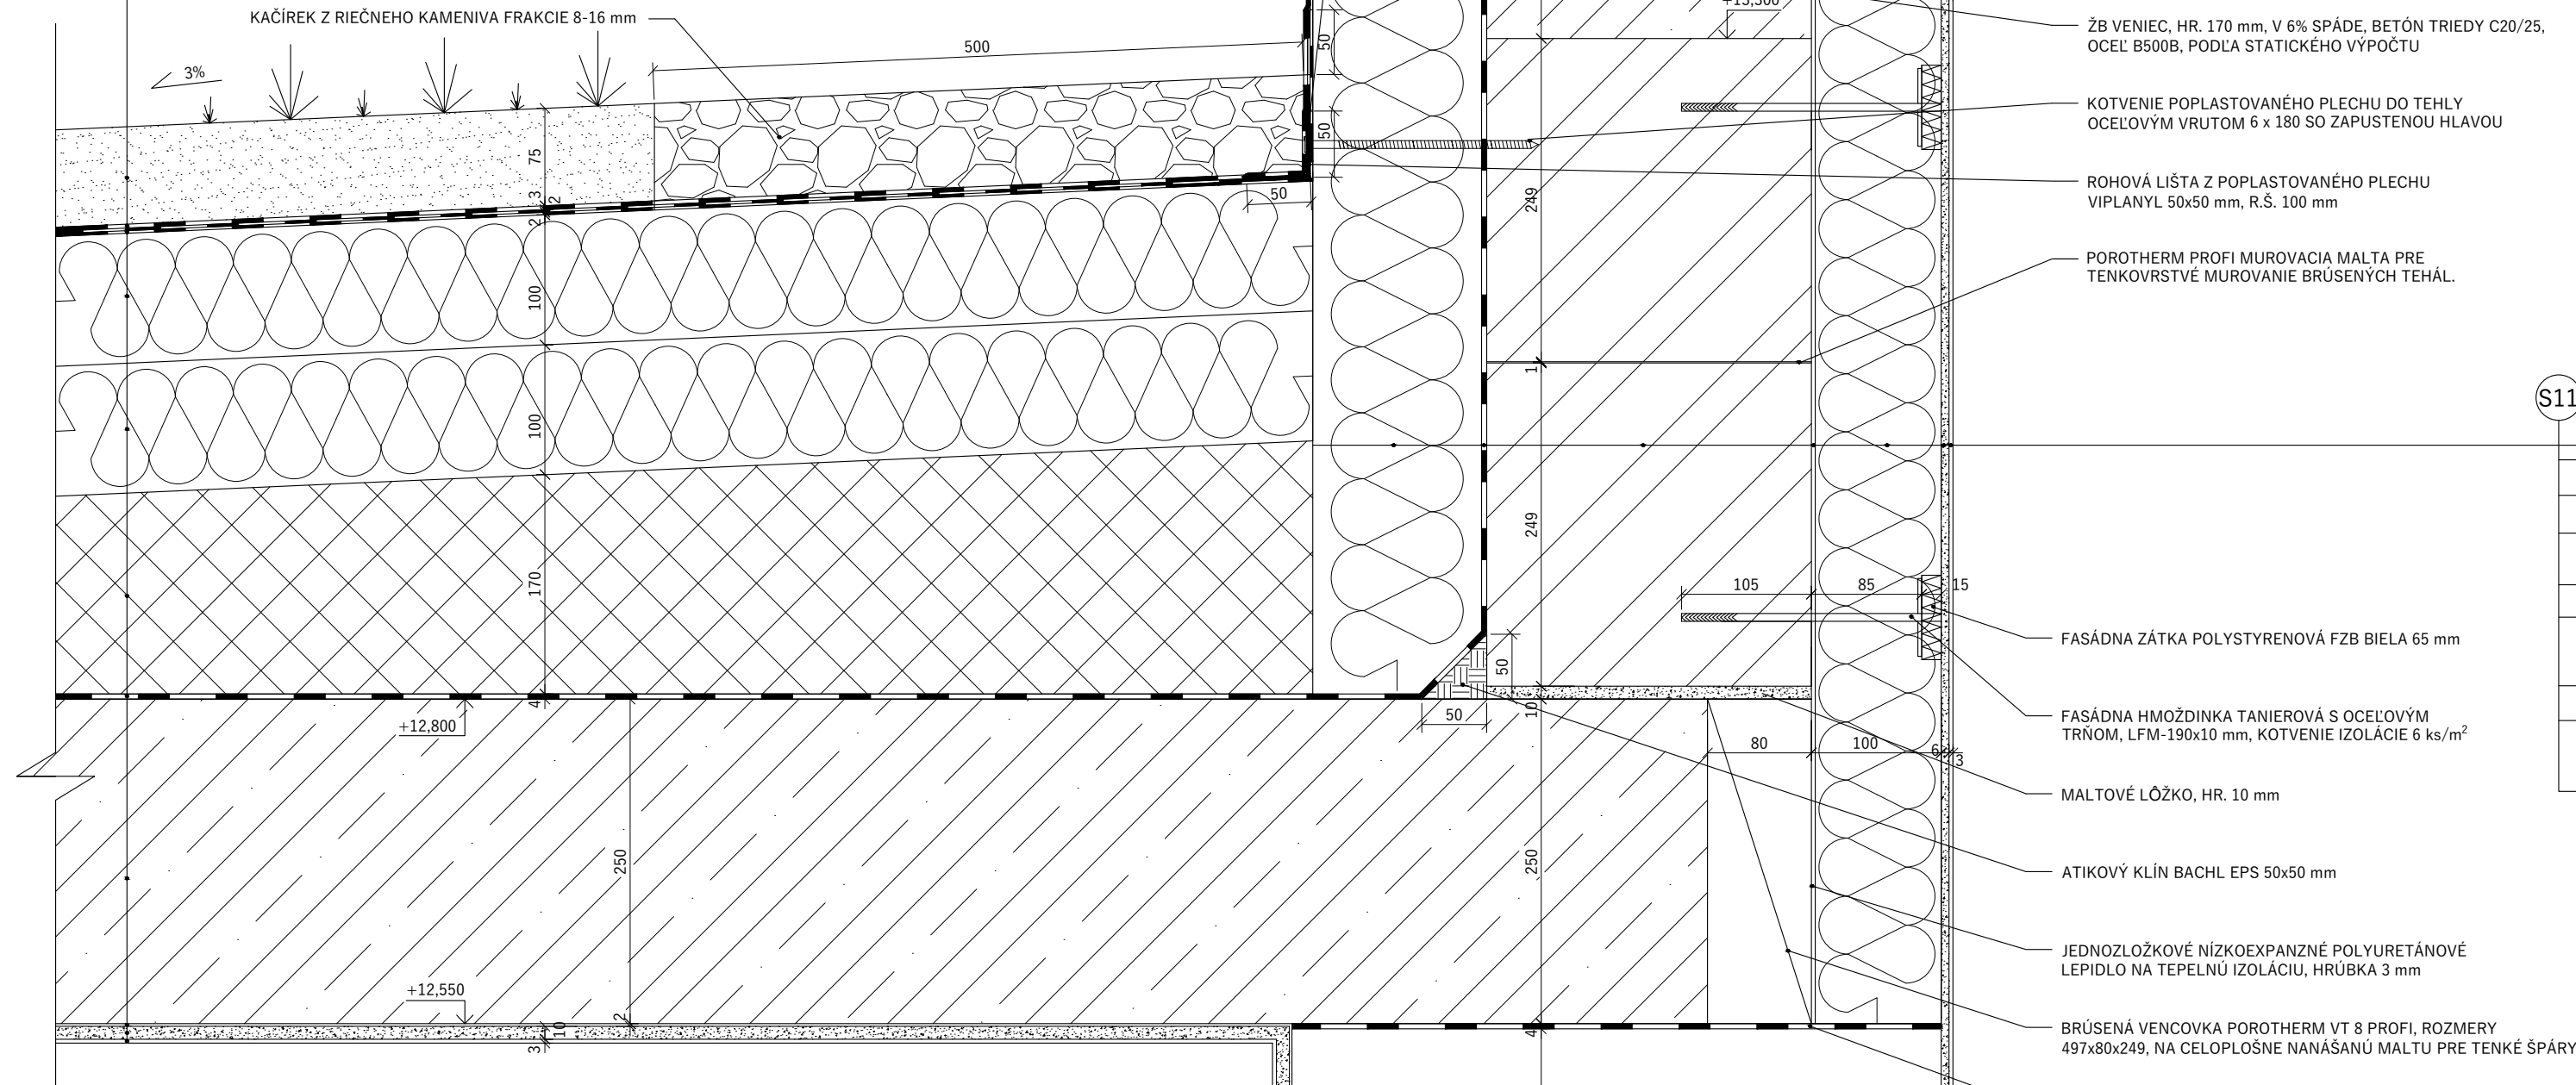 KAČÍREK Z RIEČNEHO KAMENIVA FRAKCIE 8-16 mm
3%
500
50
50
50
75
3
2
2
100
100
170
4
+12,800
250
+12,550
2
10
3
249
1
249
10
250
4
50
50
105
85
15
80
100
6
3
ŽB VENIEC, HR. 170 mm, V 6% SPÁDE, BETÓN TRIEDY C20/25,
OCEĽ B500B, PODĽA STATICKÉHO VÝPOČTU
KOTVENIE POPLASTOVANÉHO PLECHU DO TEHLY
OCEĽOVÝM VRUTOM 6 x 180 SO ZAPUSTENOU HLAVOU
ROHOVÁ LIŠTA Z POPLASTOVANÉHO PLECHU
VIPLANYL 50x50 mm, R.Š. 100 mm
POROTHERM PROFI MUROVACIA MALTA PRE
TENKOVRSTVÉ MUROVANIE BRÚSENÝCH TEHÁL.
S11
FASÁDNA ZÁTKA POLYSTYRENOVÁ FZB BIELA 65 mm
FASÁDNA HMOŽDINKA TANIEROVÁ S OCEĽOVÝM
TRŇOM, LFM-190x10 mm, KOTVENIE IZOLÁCIE 6 ks/m²
MALTOVÉ LÔŽKO, HR. 10 mm
ATIKOVÝ KLÍN BACHL EPS 50x50 mm
JEDNOZLOŽKOVÉ NÍZKOEXPANZNÉ POLYURETÁNOVÉ
LEPIDLO NA TEPELNÚ IZOLÁCIU, HRÚBKA 3 mm
BRÚSENÁ VENCOVKA POROTHERM VT 8 PROFI, ROZMERY
497x80x249, NA CELOPLOŠNE NANÁŠANÚ MALTU PRE TENKÉ ŠPÁRY